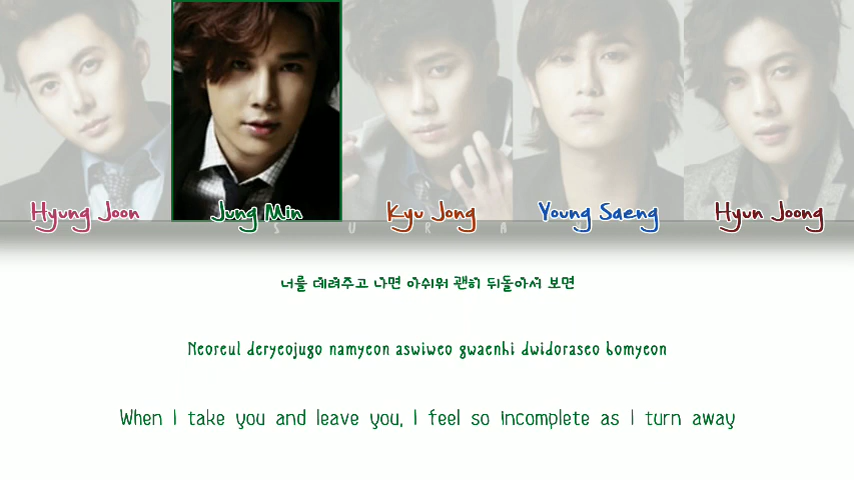 Hyung Joon Jung Min Kyu Jong Young Saeng Hyun Joong
S U R A
너를 데려주고 나면 아쉬워 괜히 뒤돌아서 보면
Neoreul deryeojugo namyeon aswiweo gwaenhi dwidoraseo bomyeon
When I take you and leave you, I feel so incomplete as I turn away